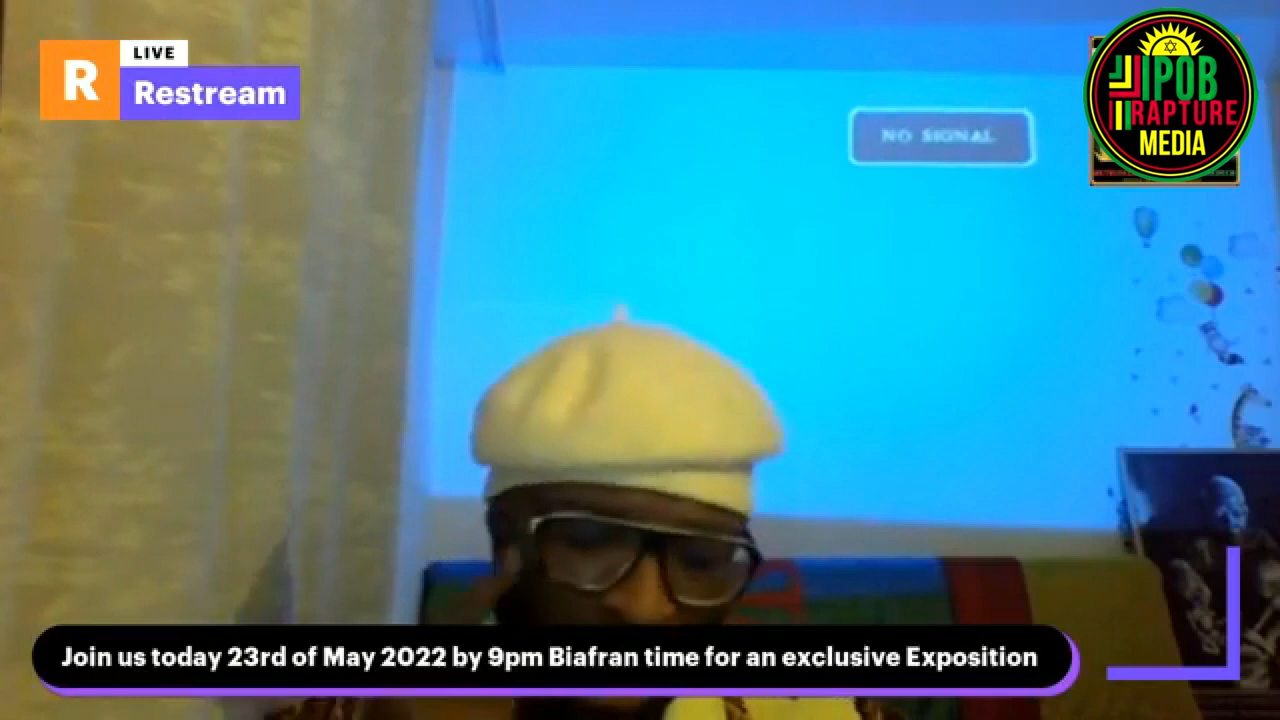 R
LIVE
Restream
NO SIGNAL
IPOB
RAPTURE
MEDIA
Join us today 23rd of May 2022 by 9pm Biafran time for an exclusive Exposition